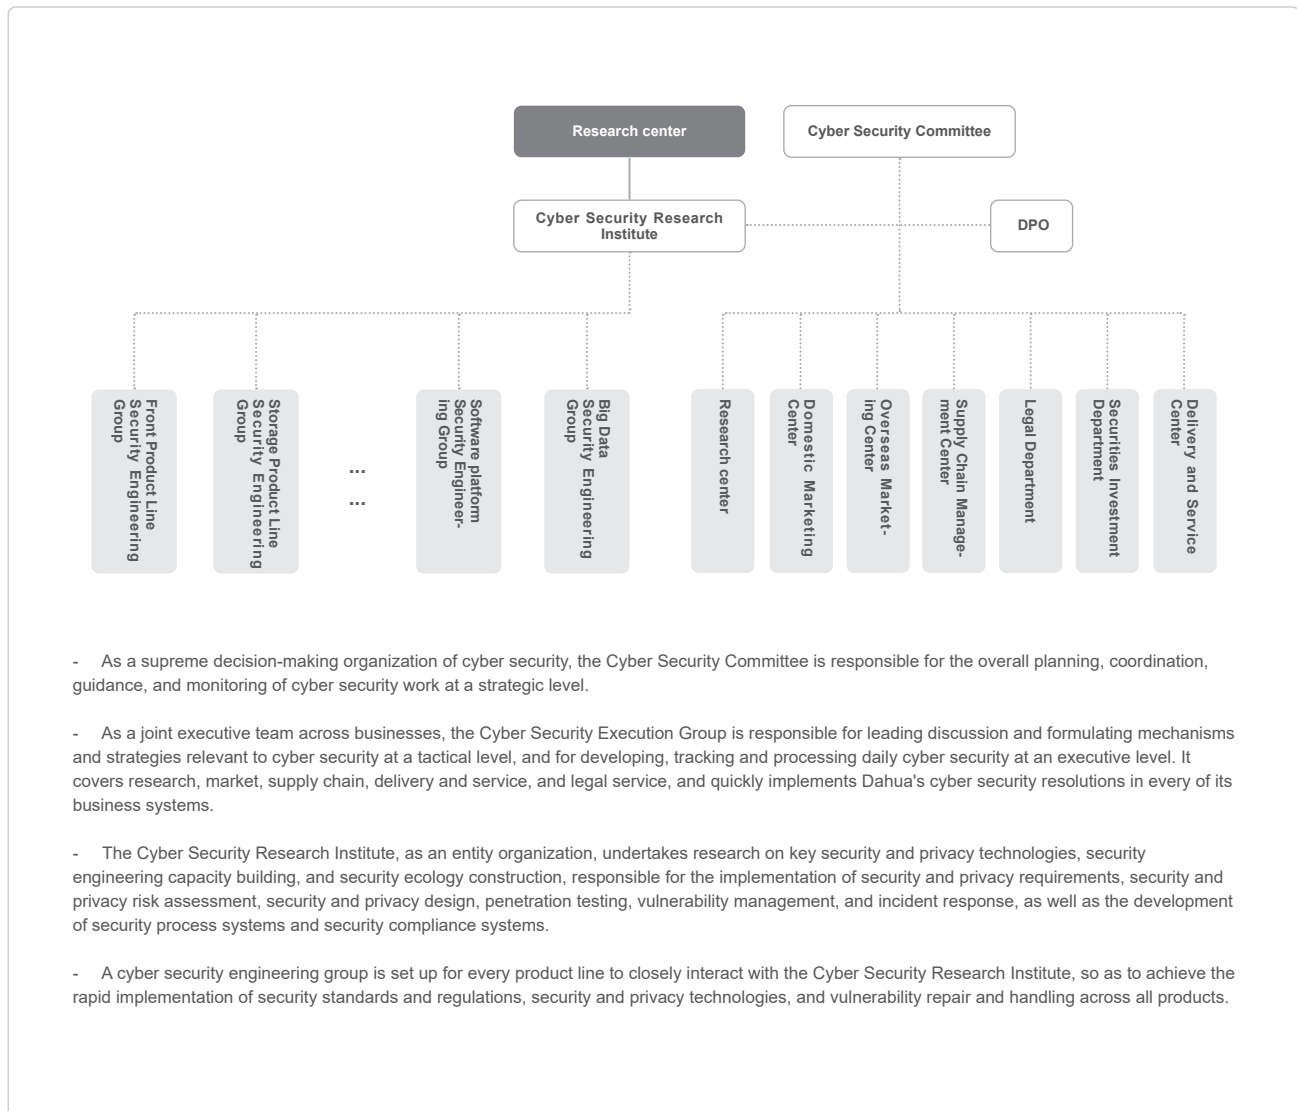 Research center
Cyber Security Committee
Cyber Security Research
Institute
DPO
Front Product Line
Security Engineering
Group
Storage Product Line
Security Engineering
Group
...
...
Software platform
Security Engineer-
ing Group
Big Data
Security Engineering
Group
Research center
Domestic Marketing
Center
Overseas Market-
ing Center
Supply Chain Manage-
ment Center
Legal Department
Securities Investment
Department
Delivery and Service
Center
- As a supreme decision-making organization of cyber security, the Cyber Security Committee is responsible for the overall planning, coordination,
guidance, and monitoring of cyber security work at a strategic level.
- As a joint executive team across businesses, the Cyber Security Execution Group is responsible for leading discussion and formulating mechanisms
and strategies relevant to cyber security at a tactical level, and for developing, tracking and processing daily cyber security at an executive level. It
covers research, market, supply chain, delivery and service, and legal service, and quickly implements Dahua's cyber security resolutions in every of its
business systems.
- The Cyber Security Research Institute, as an entity organization, undertakes research on key security and privacy technologies, security
engineering capacity building, and security ecology construction, responsible for the implementation of security and privacy requirements, security and
privacy risk assessment, security and privacy design, penetration testing, vulnerability management, and incident response, as well as the development
of security process systems and security compliance systems.
- A cyber security engineering group is set up for every product line to closely interact with the Cyber Security Research Institute, so as to achieve the
rapid implementation of security standards and regulations, security and privacy technologies, and vulnerability repair and handling across all products.